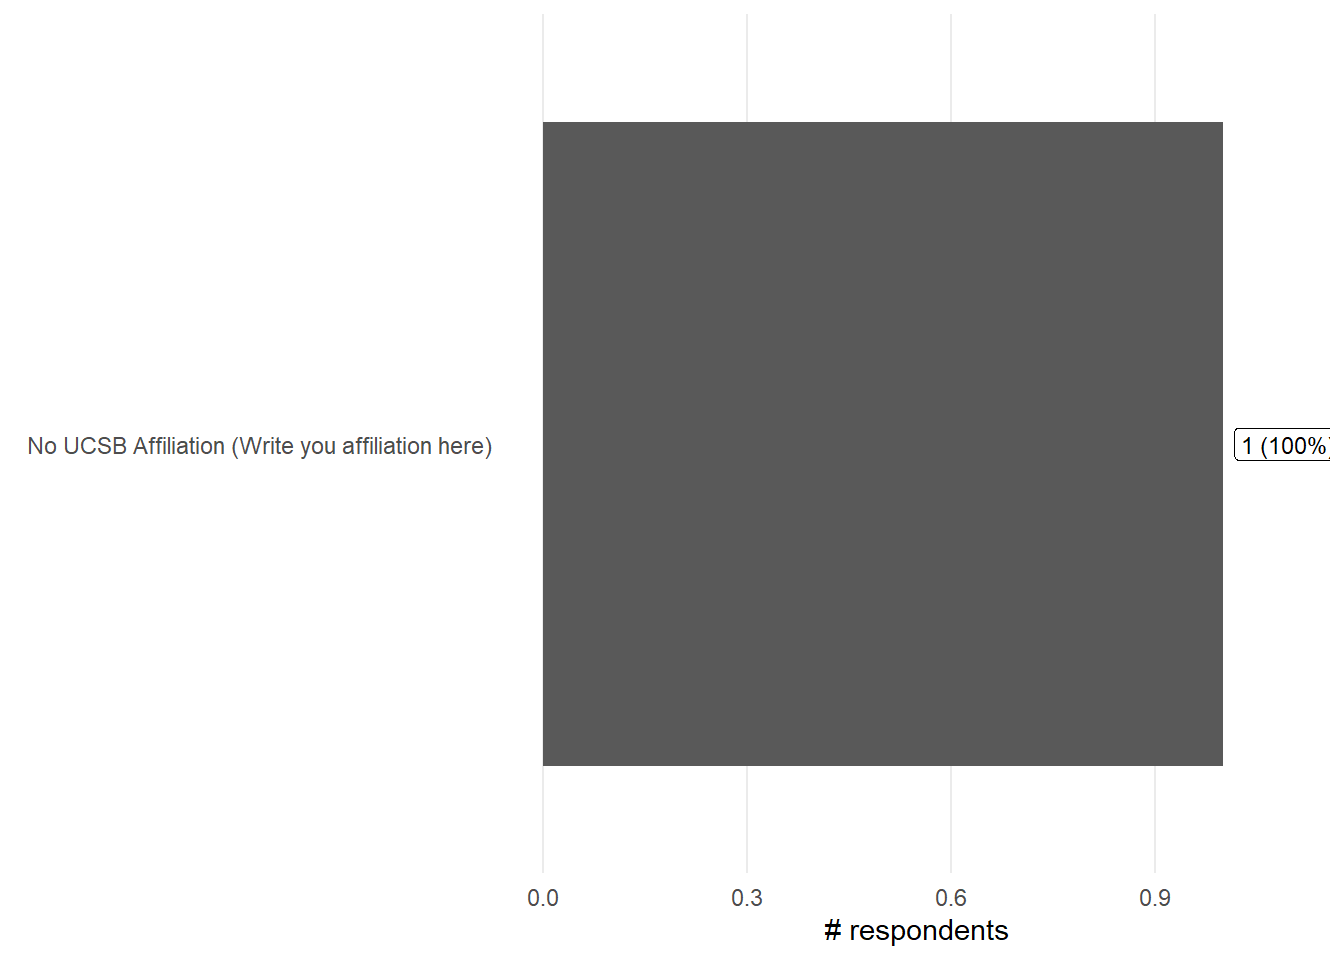 No UCSB Affiliation (Write you affiliation here)
1 (100%)
0.0 0.3 0.6 0.9
# respondents